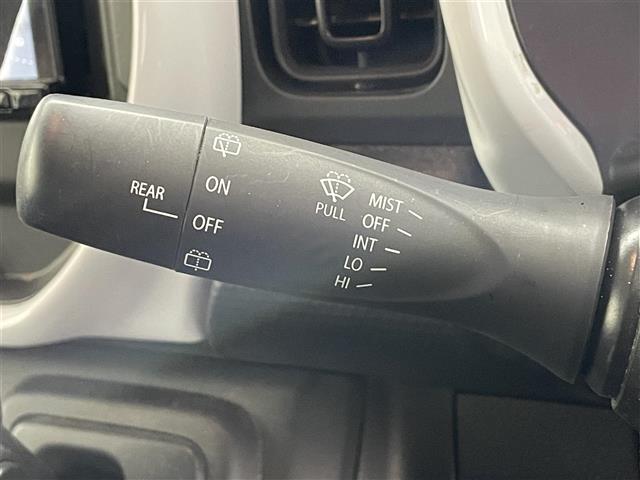 REAR
ON
OFF
PULL
MIST
OFF
INT
LO
HI